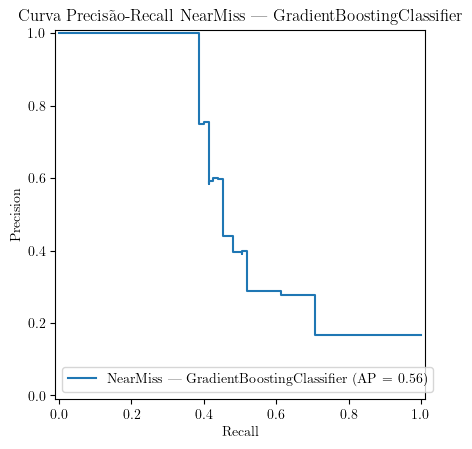 Curva Precisão-Recall NearMiss — GradientBoostingClassifier
1.0
0.8
0.6
0.4
0.2
0.0
Precision
NearMiss — GradientBoostingClassifier (AP = 0.56)
0.0 0.2 0.4 0.6 0.8 1.0
Recall